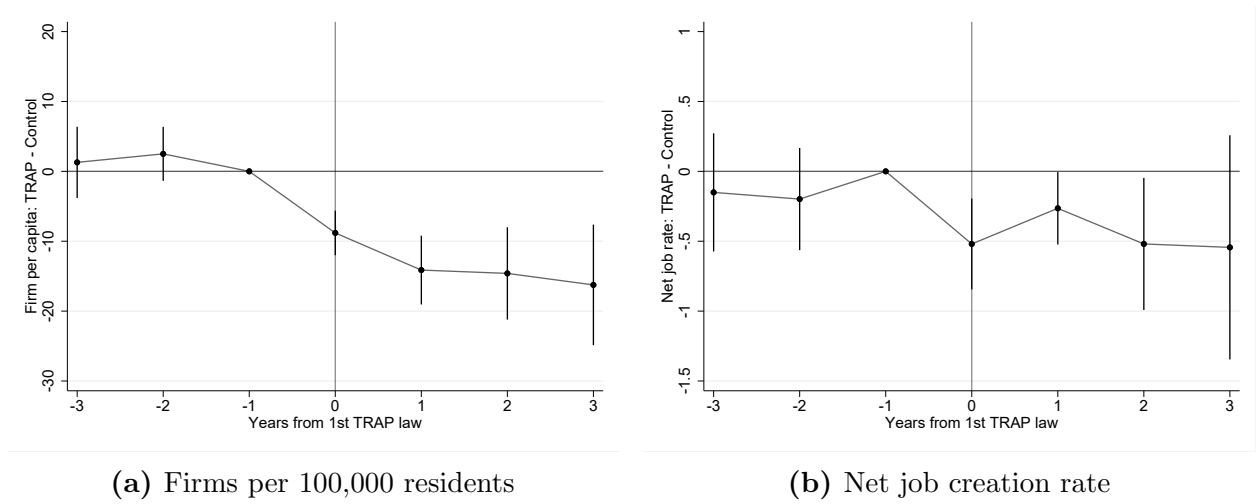 20
10
0
-10
-20
-30
Firm per capita: TRAP - Control
-3 -2 -1 0 1 2 3
Years from 1st TRAP law
(a) Firms per 100,000 residents
1
.5
0
-.5
-1
-1.5
Net job rate: TRAP - Control
-3 -2 -1 0 1 2 3
Years from 1st TRAP law
(b) Net job creation rate